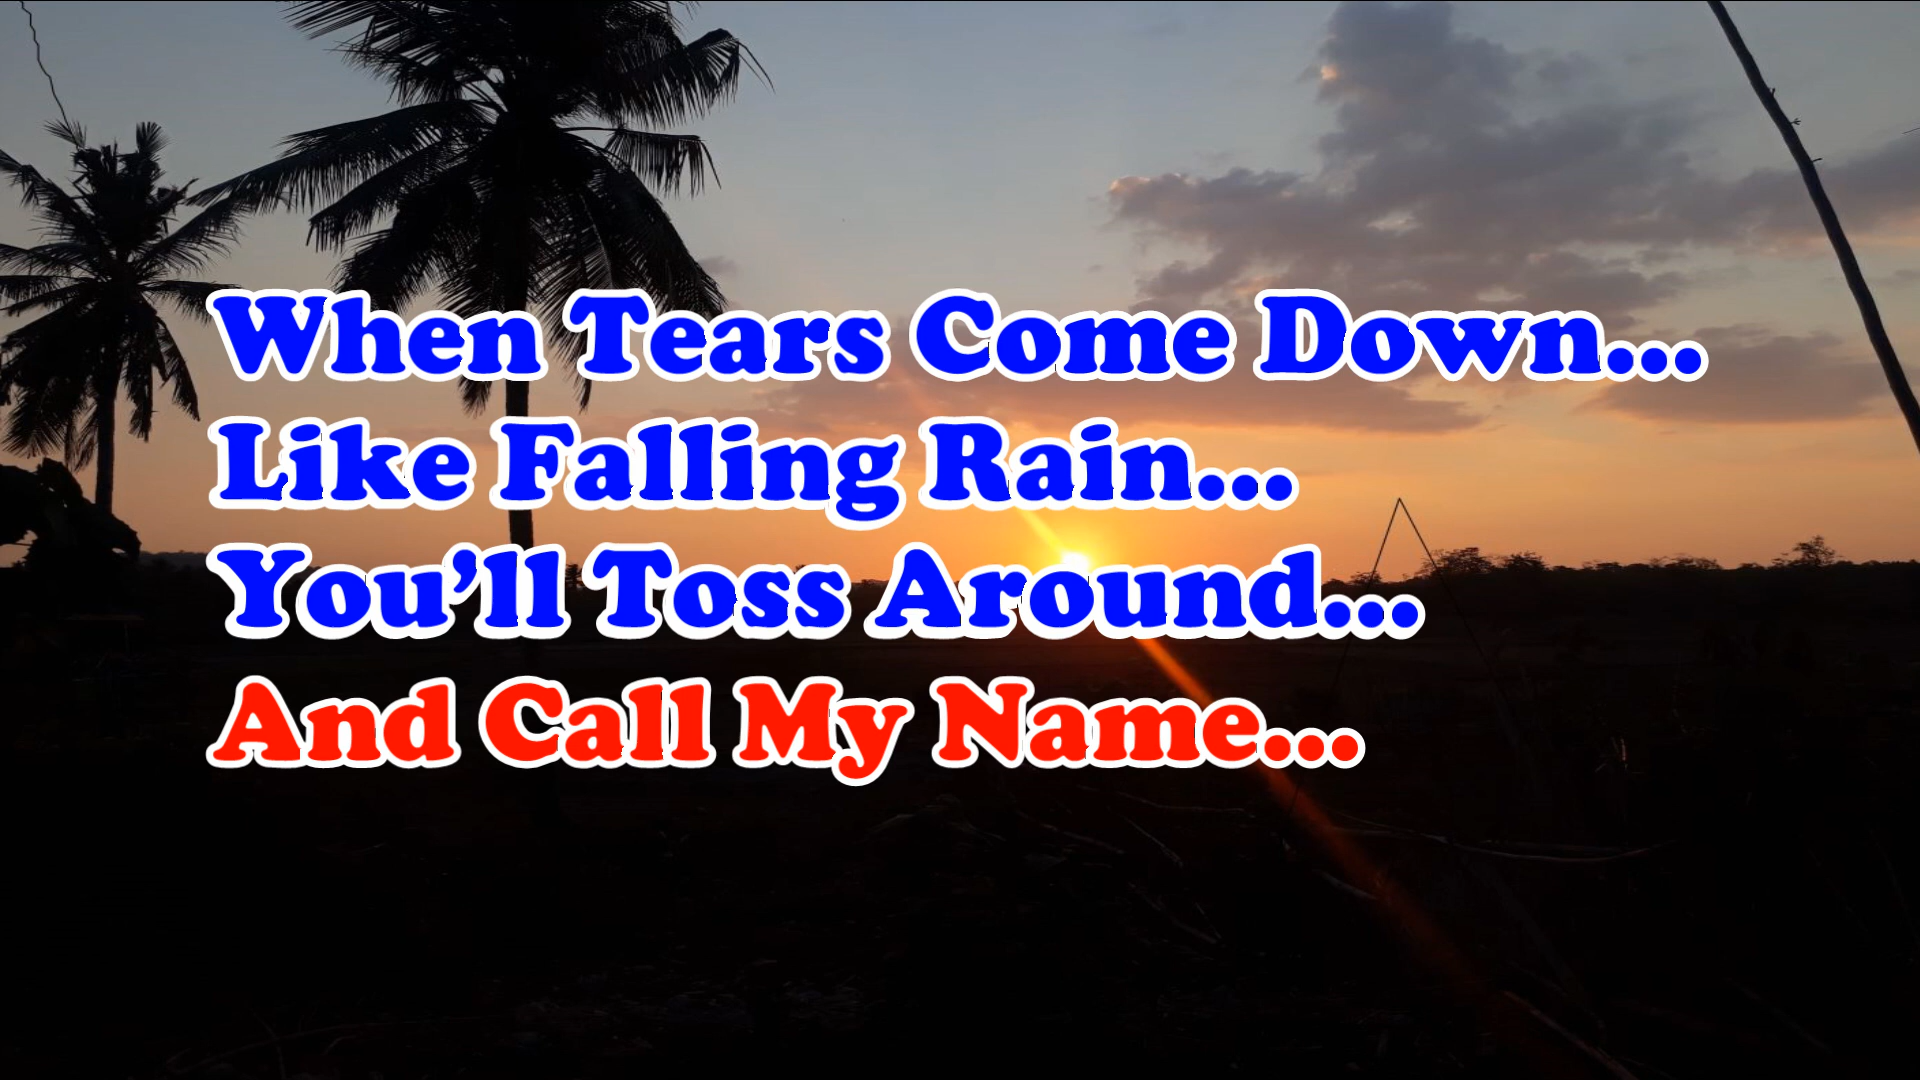 When Tears Come Down...
Like Falling Rain...
You’ll Toss Around...
And Call My Name...